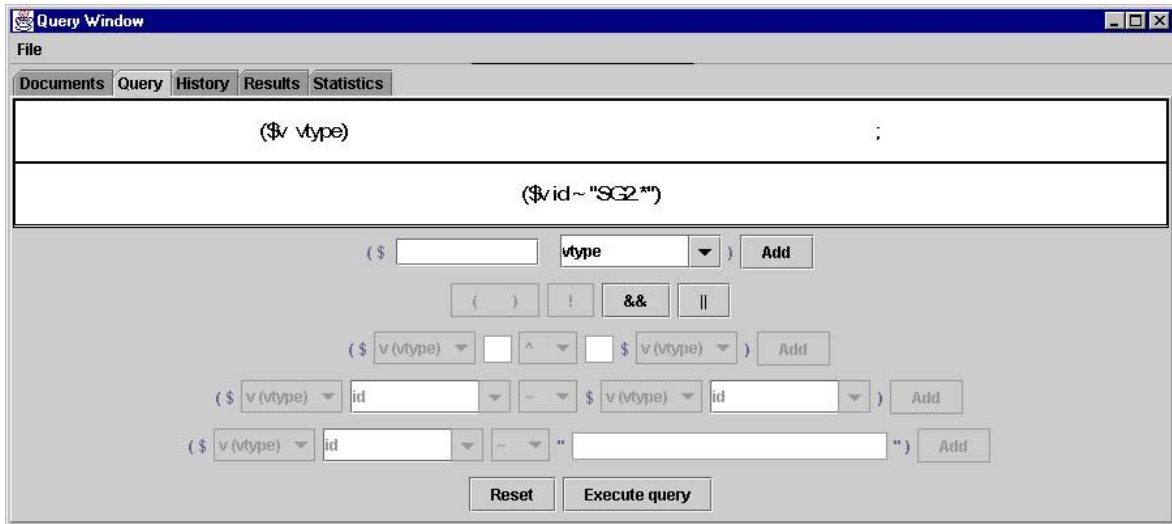 Query Window
File
Documents Query History Results Statistics
($v vtype) ;
($v id ~ "SG2.*")
( $ vtype ) Add
( ) ! && ||
( $ v (vtype) ^ $ v (vtype) ) Add
( $ v (vtype) id ~ $ v (vtype) id ) Add
( $ v (vtype) id ~ " " ) Add
Reset Execute query